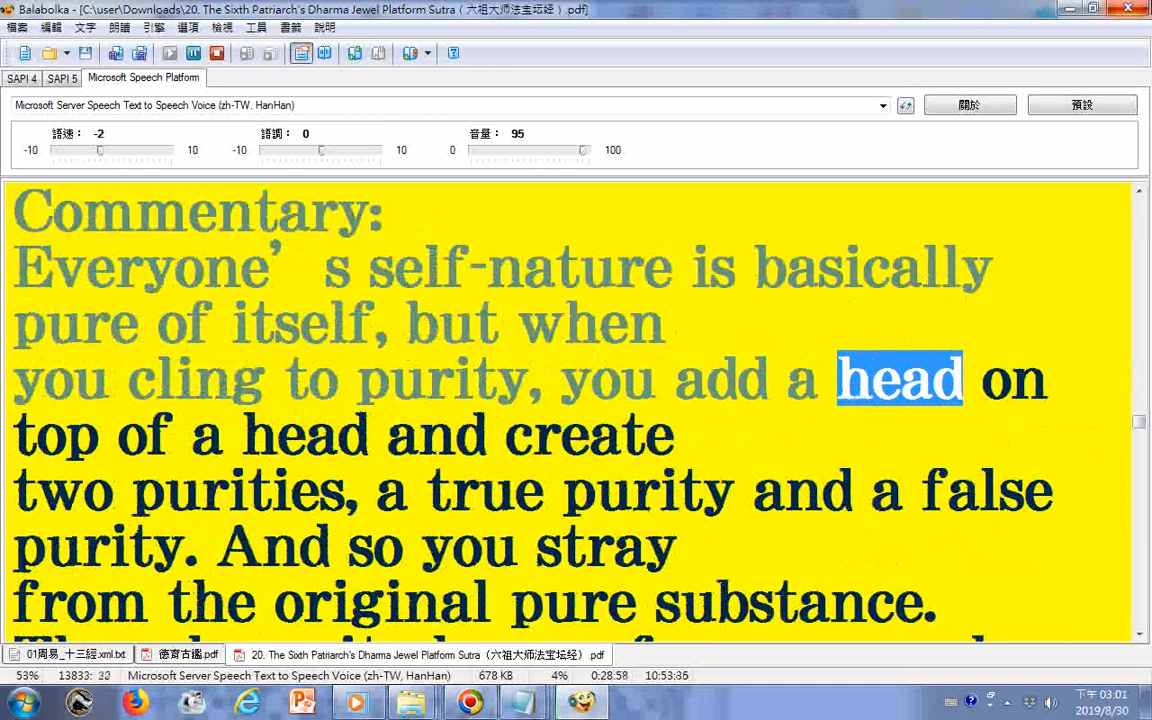 Balabolka - [C:\user\Downloads\20. The Sixth Patriarch's Dharma Jewel Platform Sutra（六祖大师法宝坛经）.pdf]
檔案 編輯 文字 朗讀 引擎 選項 檢視 工具 書籤 說明
SAPI 4 SAPI 5 Microsoft Speech Platform
Microsoft Server Speech Text to Speech Voice (zh-TW, HanHan) 關於 預設
語速： -2 語調： 0 音量： 95
-10 10 -10 10 0 100
Commentary:
Everyone’s self-nature is basically
pure of itself, but when
you cling to purity, you add a head on
top of a head and create
two purities, a true purity and a false
purity. And so you stray
from the original pure substance.
01周易_十三經.xml.txt 德育古鑑.pdf 20. The Sixth Patriarch's Dharma Jewel Platform Sutra（六祖大师法宝坛经）.pdf
53% 13833: 32 Microsoft Server Speech Text to Speech Voice (zh-TW, HanHan) 678 KB 4% 0:28:58 10:53:35
下午 03:01
2019/8/30